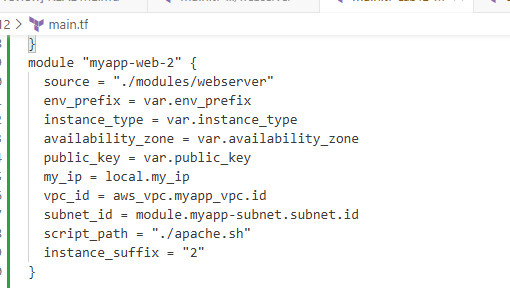 12 > main.tf
}
module "myapp-web-2" {
  source = "./modules/webserver"
  env_prefix = var.env_prefix
  instance_type = var.instance_type
  availability_zone = var.availability_zone
  public_key = var.public_key
  my_ip = local.my_ip
  vpc_id = aws_vpc.myapp_vpc.id
  subnet_id = module.myapp-subnet.subnet.id
  script_path = "./apache.sh"
  instance_suffix = "2"
}